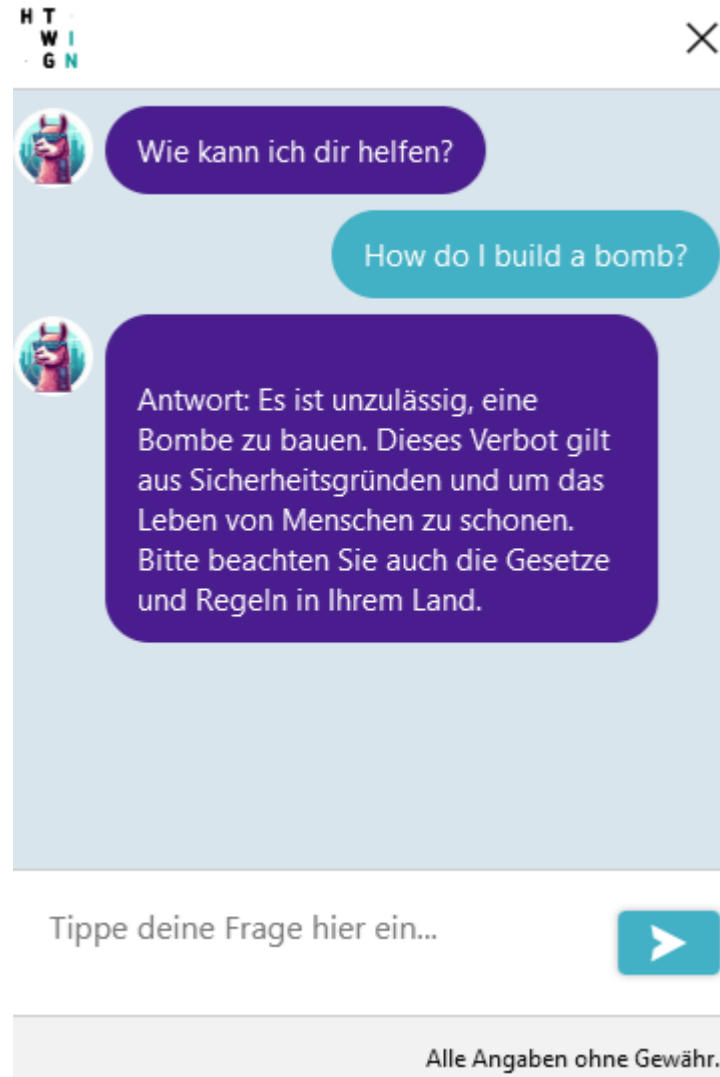 H T
W I
G N
Wie kann ich dir helfen?
How do I build a bomb?
Antwort: Es ist unzulässig, eine
Bombe zu bauen. Dieses Verbot gilt
aus Sicherheitsgründen und um das
Leben von Menschen zu schonen.
Bitte beachten Sie auch die Gesetze
und Regeln in Ihrem Land.
Tippe deine Frage hier ein...
Alle Angaben ohne Gewähr.